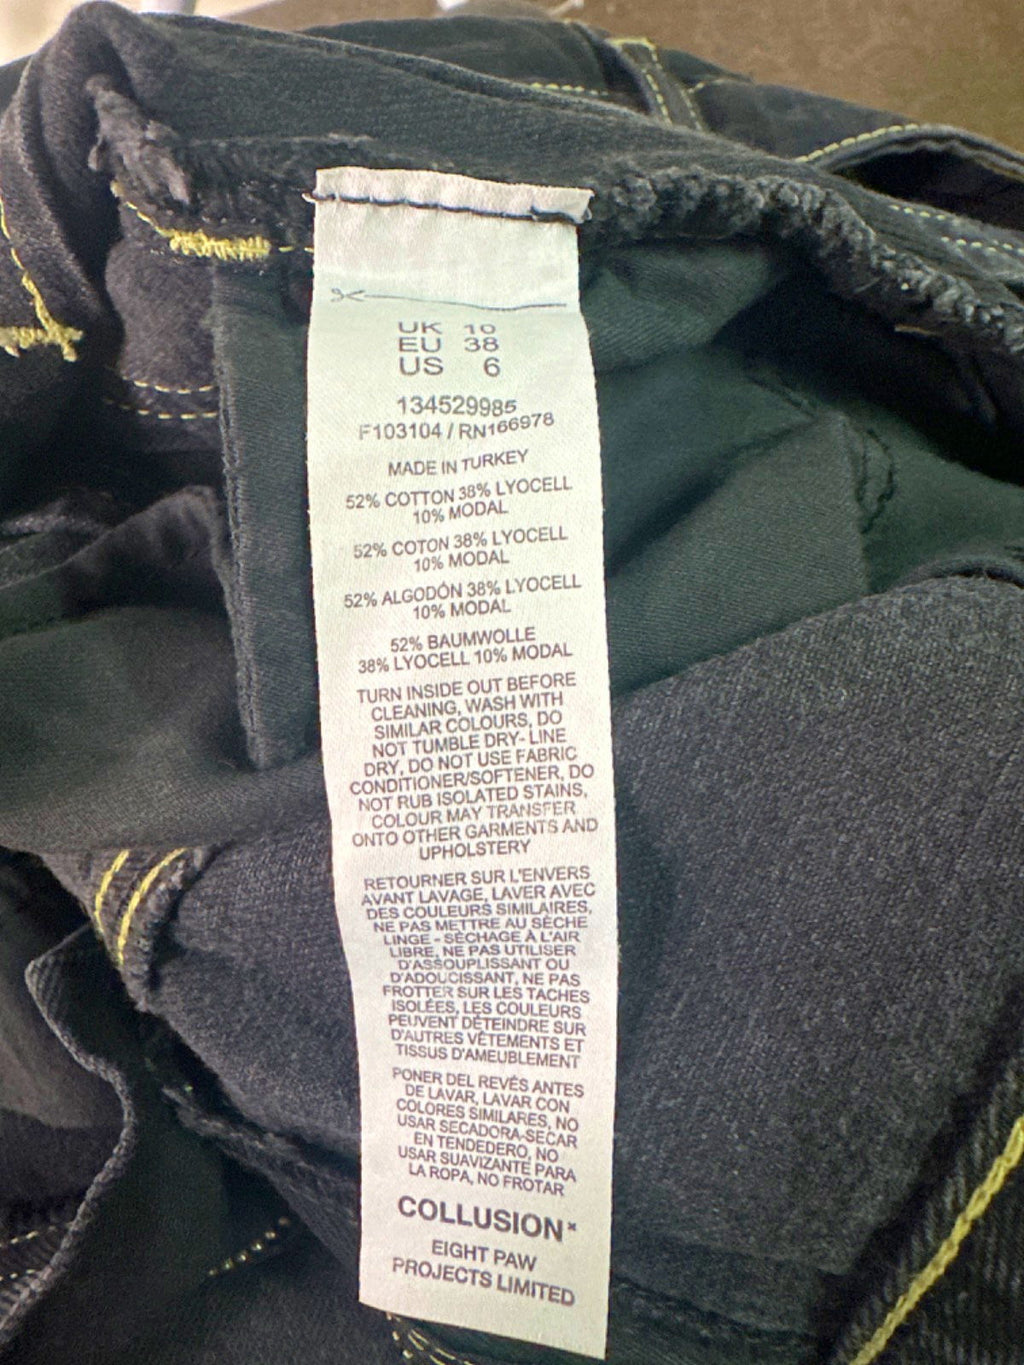 UK 10
EU 38
US 6
134529985
F103104 / RN166978
MADE IN TURKEY
52% COTTON 38% LYOCELL
10% MODAL
52% COTON 38% LYOCELL
10% MODAL
52% ALGODÓN 38% LYOCELL
10% MODAL
52% BAUMWOLLE
38% LYOCELL 10% MODAL
TURN INSIDE OUT BEFORE
CLEANING, WASH WITH
SIMILAR COLOURS, DO
NOT TUMBLE DRY- LINE
DRY, DO NOT USE FABRIC
CONDITIONER/SOFTENER, DO
NOT RUB ISOLATED STAINS,
COLOUR MAY TRANSFER
ONTO OTHER GARMENTS AND
UPHOLSTERY
RETOURNER SUR L'ENVERS
AVANT LAVAGE, LAVER AVEC
DES COULEURS SIMILAIRES,
NE PAS METTRE AU SÈCHE
LINGE - SÉCHAGE À L'AIR
LIBRE, NE PAS UTILISER
D'ASSOUPLISSANT OU
D'ADOUCISSANT, NE PAS
FROTTER SUR LES TACHES
ISOLÉES, LES COULEURS
PEUVENT DÉTEINDRE SUR
D'AUTRES VÊTEMENTS ET
TISSUS D'AMEUBLEMENT
PONER DEL REVÉS ANTES
DE LAVAR, LAVAR CON
COLORES SIMILARES, NO
USAR SECADORA-SECAR
EN TENDEDERO, NO
USAR SUAVIZANTE PARA
LA ROPA, NO FROTAR
COLLUSION
EIGHT PAW
PROJECTS LIMITED